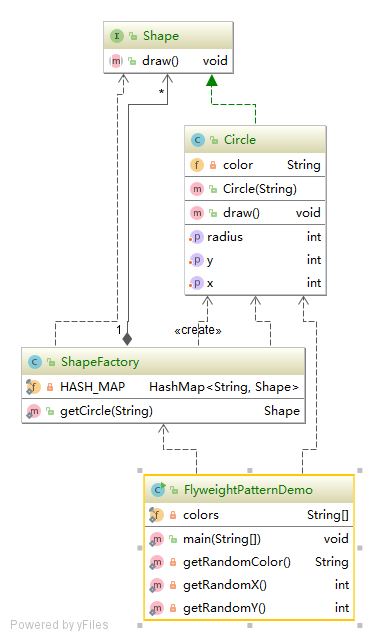 Shape
draw() void
*
Circle
color String
Circle(String)
draw() void
radius int
y int
x int
1 «create»
ShapeFactory
HASH_MAP HashMap<String, Shape>
getCircle(String) Shape
FlyweightPatternDemo
colors String[]
main(String[]) void
getRandomColor() String
getRandomX() int
getRandomY() int
Powered by yFiles